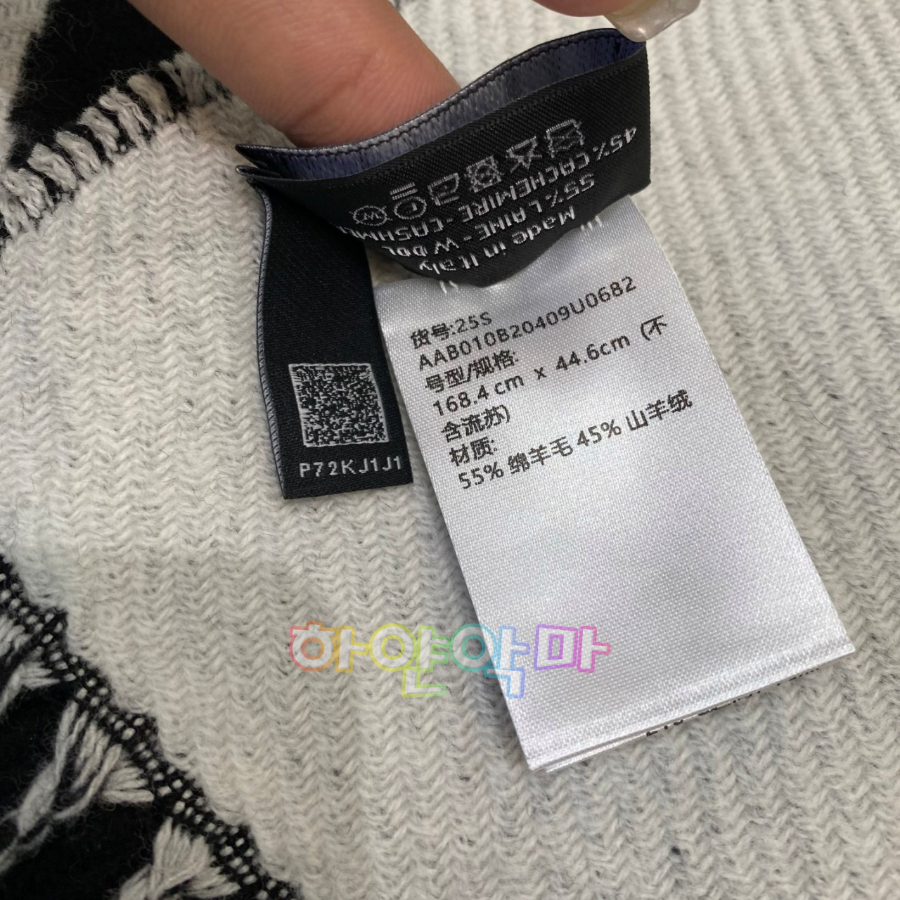 45% CACHEMIRE - CASHME
55% LAINE - WOOL
Made in Italy
P72KJ1J1
货号:25S
AAB010B20409U0682
号型/规格:
168.4 cm x 44.6cm (不
含流苏)
材质:
55% 绵羊毛 45% 山羊绒
하얀악마